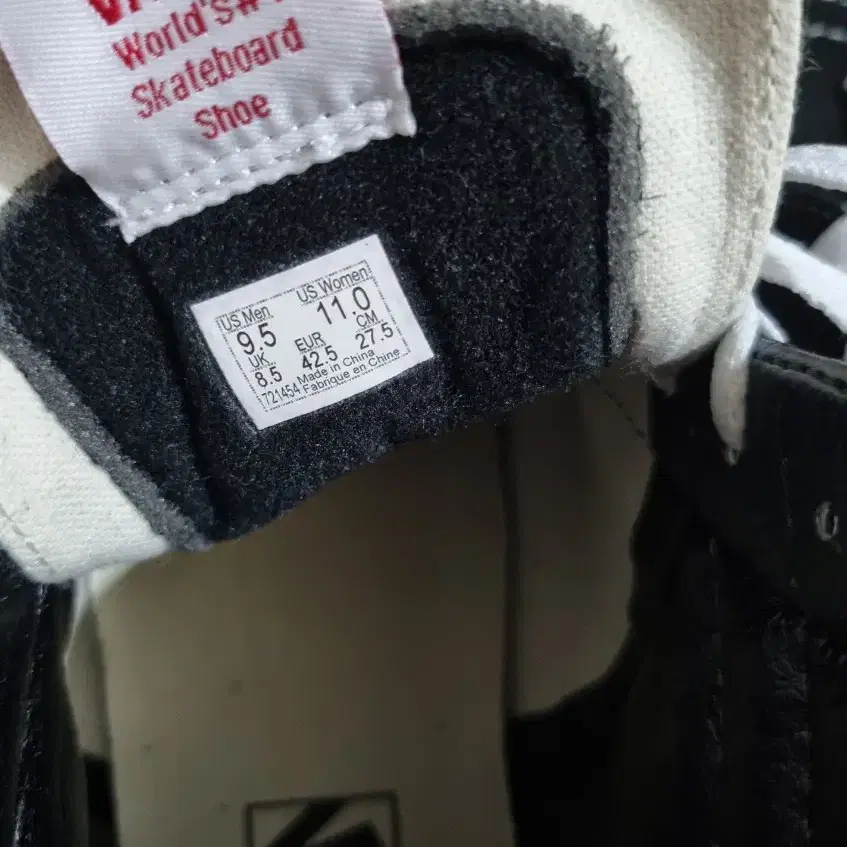 World's #
Skateboard
Shoe
US Men US Women
9.5 11.0
UK EUR CM
8.5 42.5 27.5
721454 Made in China
Fabrique en Chine